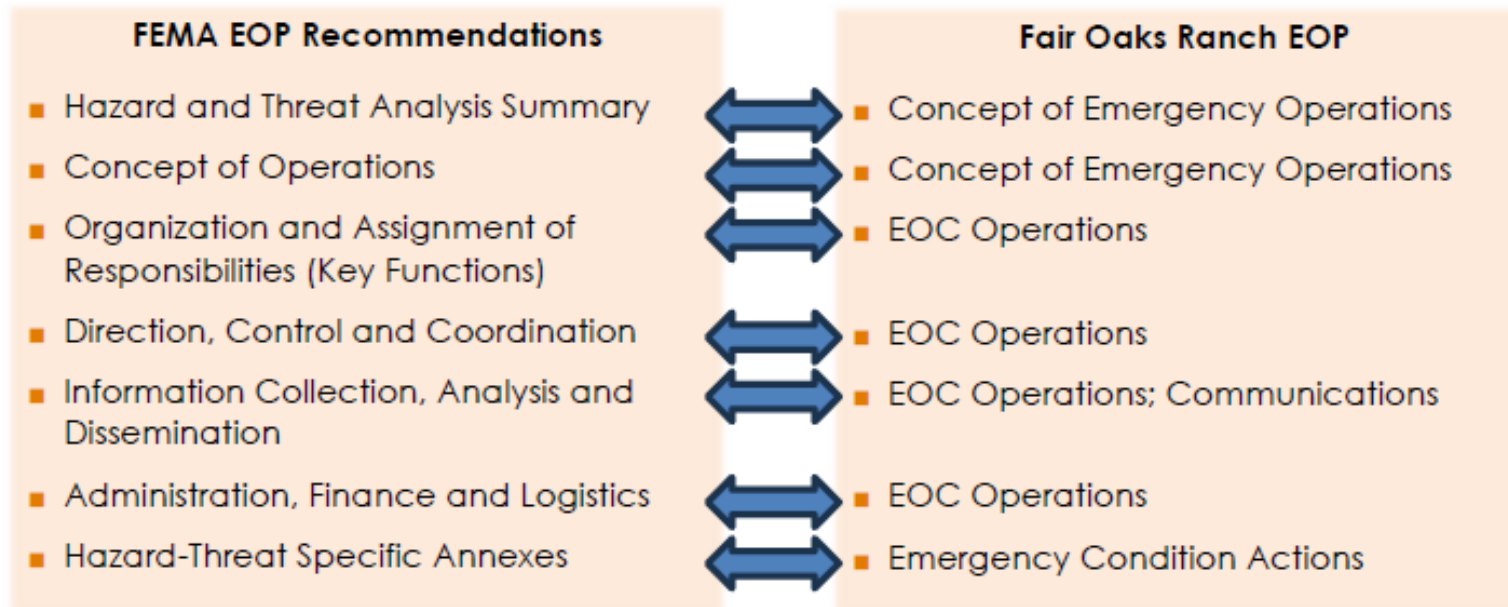 FEMA EOP Recommendations
Fair Oaks Ranch EOP
■ Hazard and Threat Analysis Summary
■ Concept of Emergency Operations
■ Concept of Operations
■ Concept of Emergency Operations
■ Organization and Assignment of
Responsibilities (Key Functions)
■ EOC Operations
■ Direction, Control and Coordination
■ EOC Operations
■ Information Collection, Analysis and
Dissemination
■ EOC Operations; Communications
■ Administration, Finance and Logistics
■ EOC Operations
■ Hazard-Threat Specific Annexes
■ Emergency Condition Actions